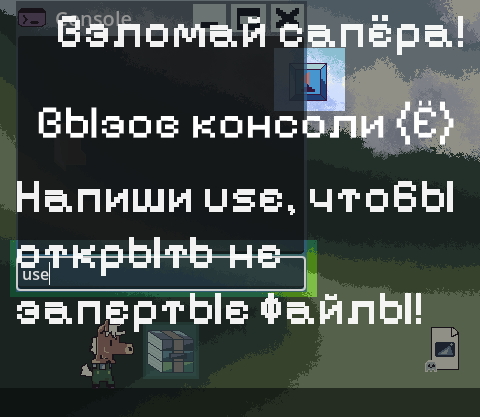 Console
Взломай сапёра!
Вызов консоли (Ё)
Напиши use, чтобы
открыть не
use
запертые файлы!